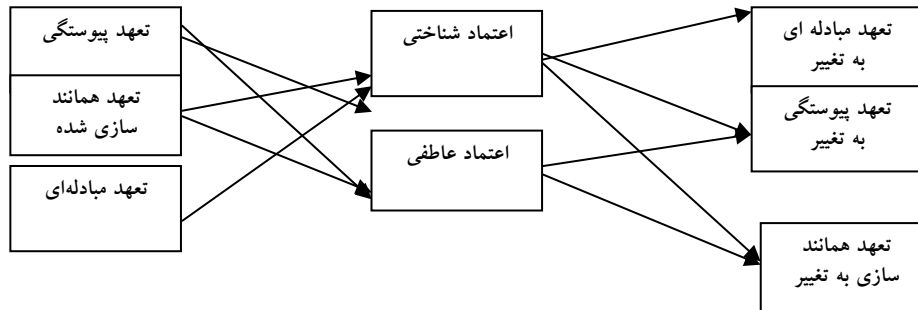 تعهد پیوستگی
تعهد همانند
سازی شده
تعهد مبادله‌ای
اعتماد شناختی
اعتماد عاطفی
تعهد مبادله ای
به تغییر
تعهد پیوستگی
به تغییر
تعهد همانند
سازی به تغییر